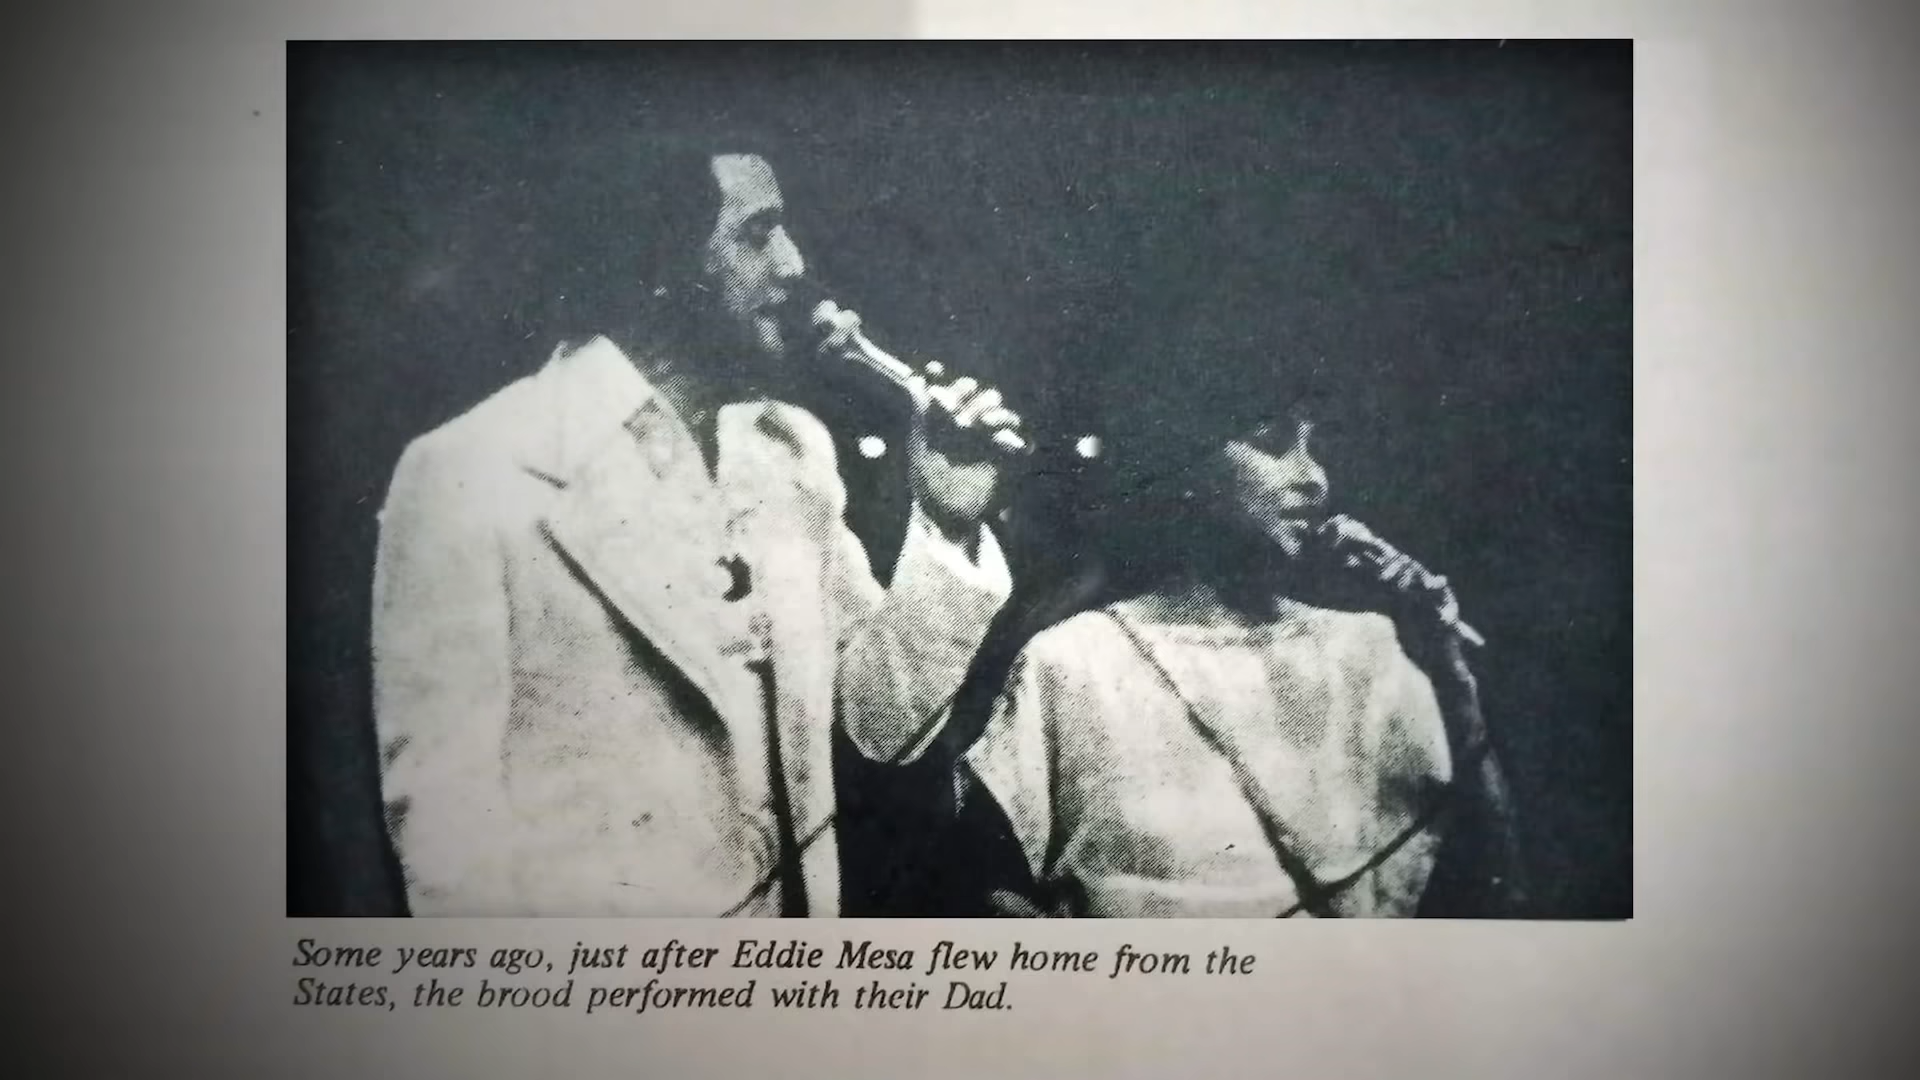 Some years ago, just after Eddie Mesa flew home from the
States, the brood performed with their Dad.